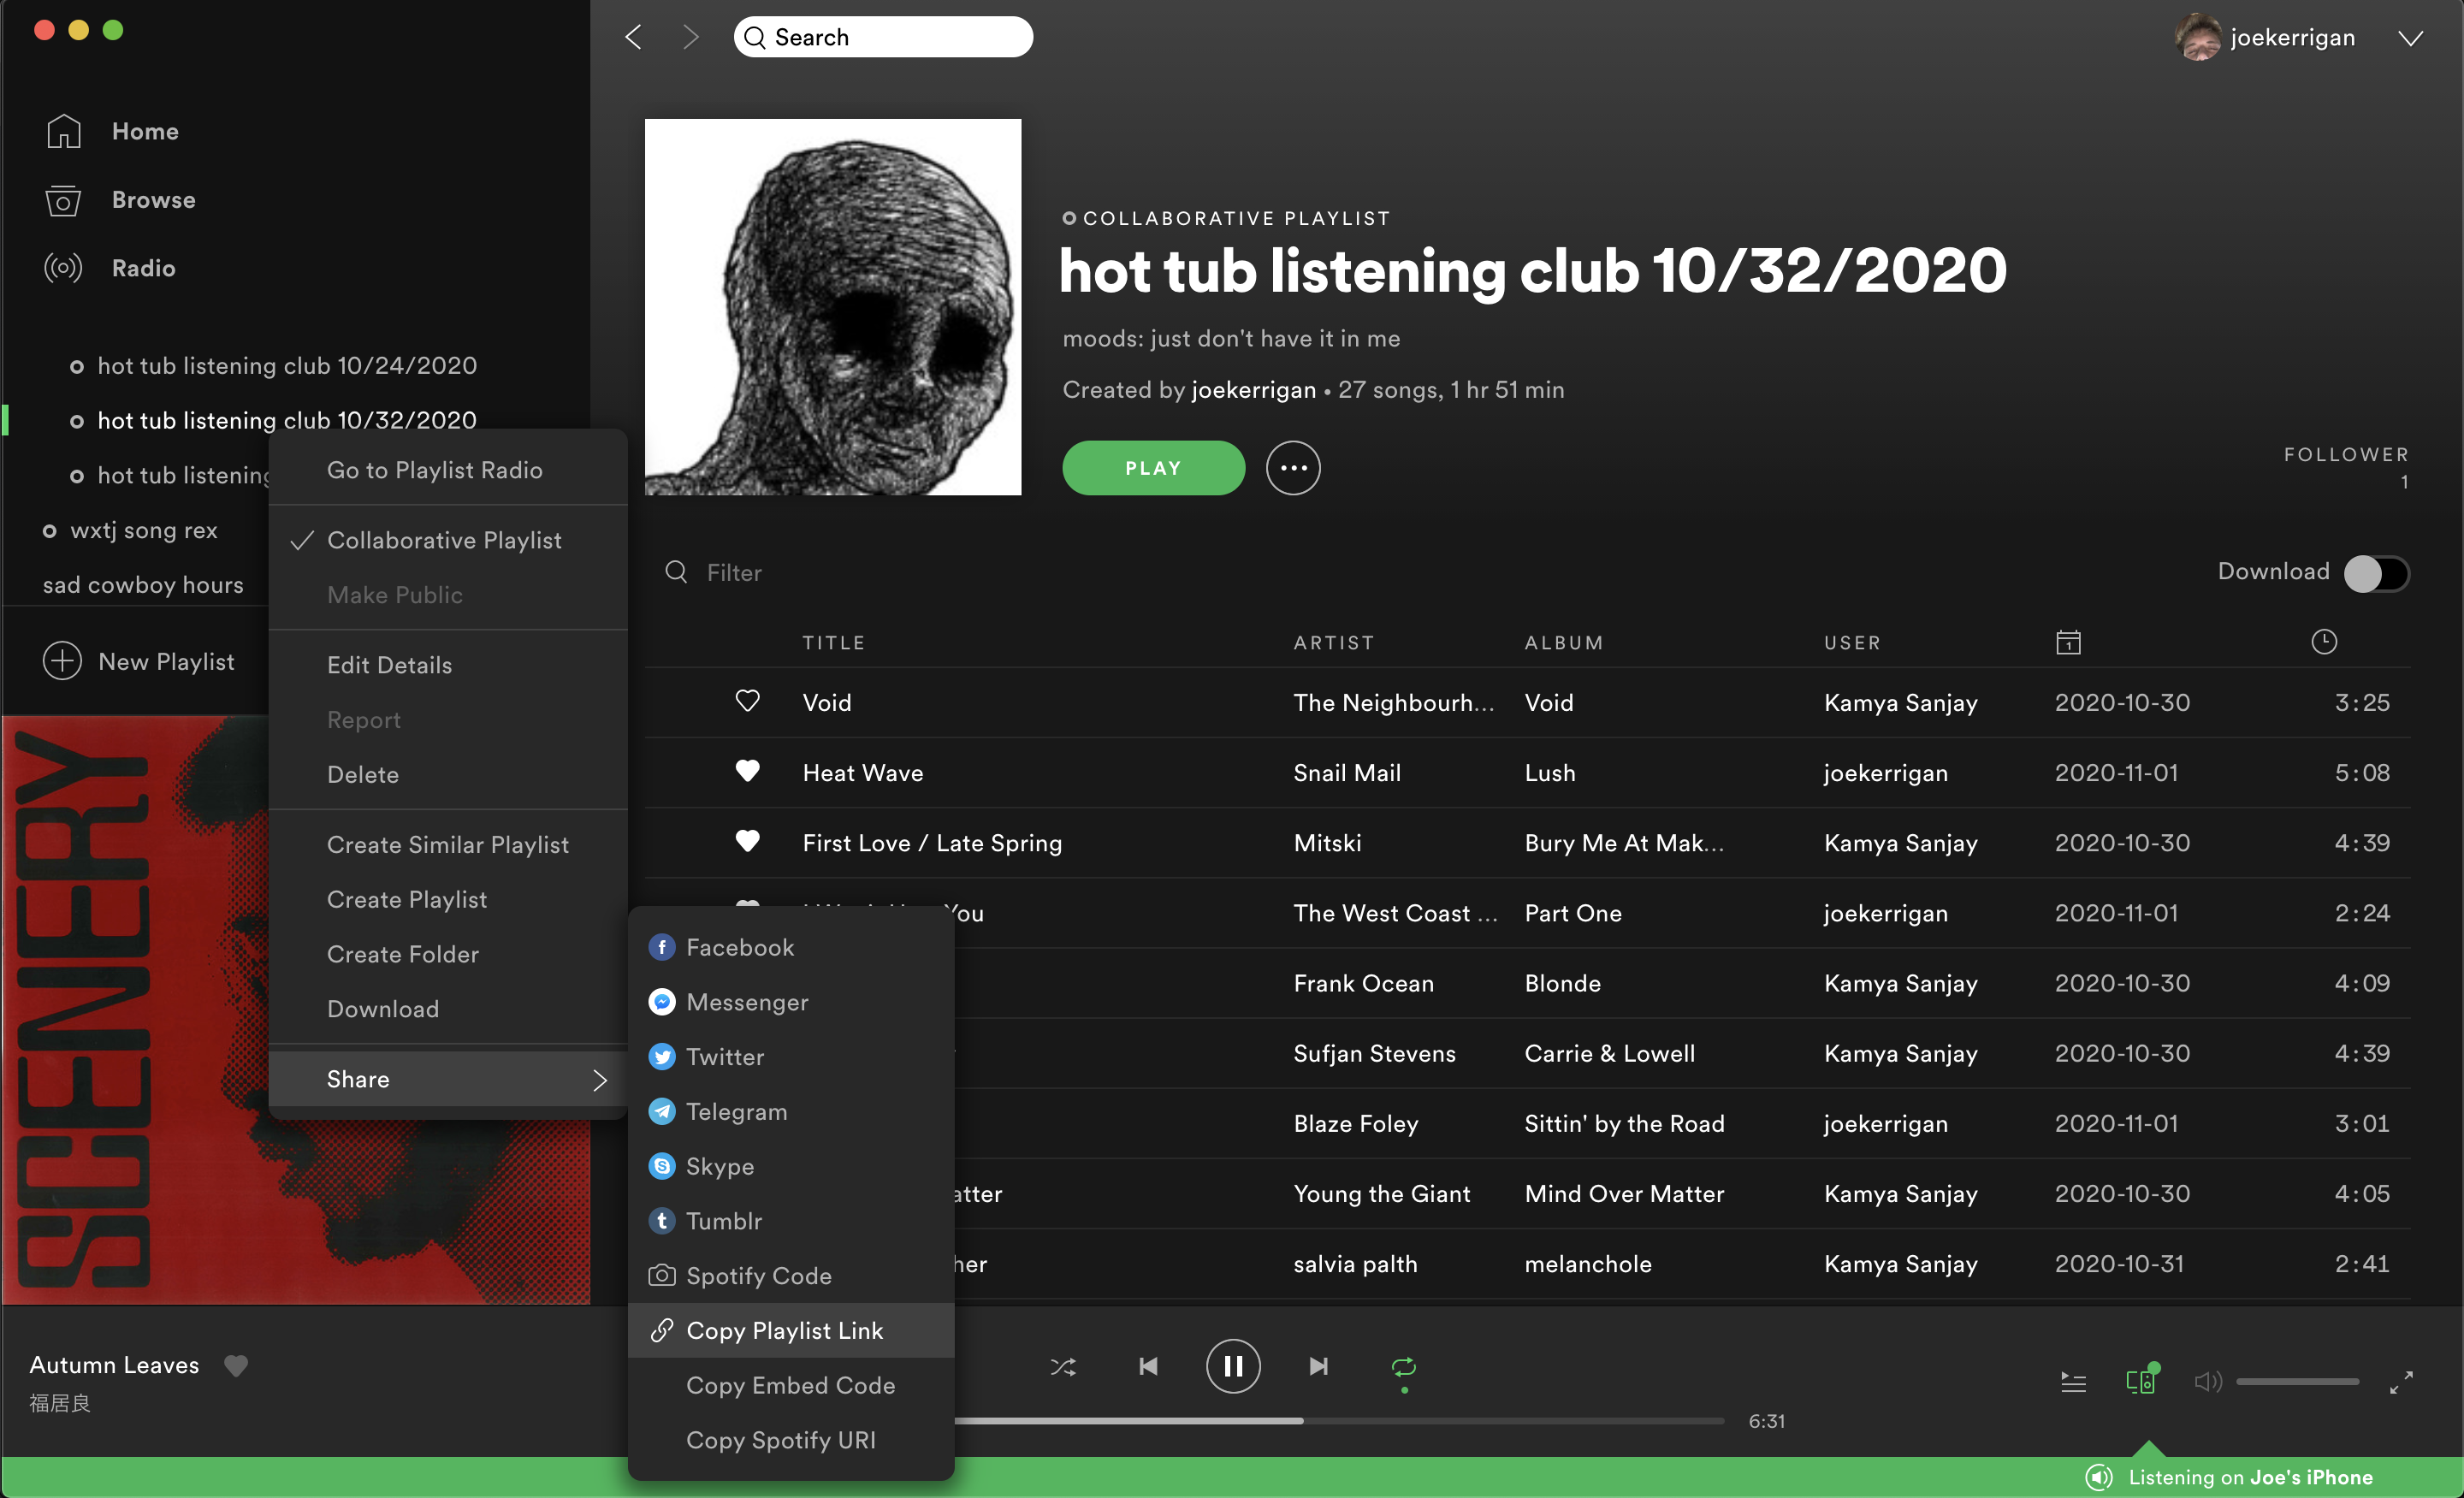 Search
joekerrigan
Home
Browse
Radio
hot tub listening club 10/24/2020
hot tub listening club 10/32/2020
hot tub listening
wxtj song rex
sad cowboy hours
New Playlist
SCENERY
Go to Playlist Radio
Collaborative Playlist
Make Public
Edit Details
Report
Delete
Create Similar Playlist
Create Playlist
Create Folder
Download
Share
Facebook
Messenger
Twitter
Telegram
Skype
Tumblr
Spotify Code
Copy Playlist Link
Copy Embed Code
Copy Spotify URI
COLLABORATIVE PLAYLIST
hot tub listening club 10/32/2020
moods: just don't have it in me
Created by joekerrigan • 27 songs, 1 hr 51 min
PLAY
FOLLOWER
1
Filter
Download
TITLE ARTIST ALBUM USER
Void The Neighbourh... Void Kamya Sanjay 2020-10-30 3:25
Heat Wave Snail Mail Lush joekerrigan 2020-11-01 5:08
First Love / Late Spring Mitski Bury Me At Mak... Kamya Sanjay 2020-10-30 4:39
You The West Coast ... Part One joekerrigan 2020-11-01 2:24
Frank Ocean Blonde Kamya Sanjay 2020-10-30 4:09
Sufjan Stevens Carrie & Lowell Kamya Sanjay 2020-10-30 4:39
Blaze Foley Sittin' by the Road joekerrigan 2020-11-01 3:01
atter Young the Giant Mind Over Matter Kamya Sanjay 2020-10-30 4:05
her salvia palth melanchole Kamya Sanjay 2020-10-31 2:41
Autumn Leaves
福居良
6:31
Listening on Joe's iPhone